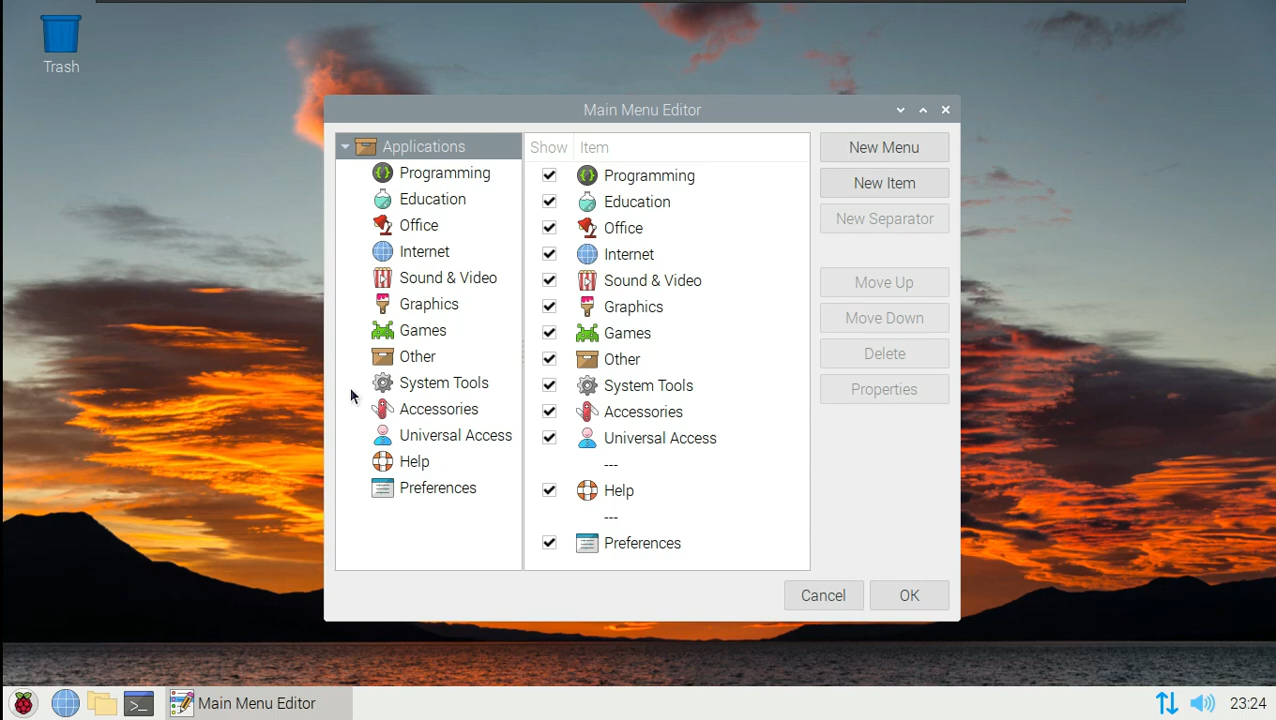 Trash
Main Menu Editor
Applications
Programming
Education
Office
Internet
Sound & Video
Graphics
Games
Other
System Tools
Accessories
Universal Access
Help
Preferences
Show Item
Programming
Education
Office
Internet
Sound & Video
Graphics
Games
Other
System Tools
Accessories
Universal Access
---
Help
---
Preferences
New Menu
New Item
New Separator
Move Up
Move Down
Delete
Properties
Cancel OK
Main Menu Editor
23:24